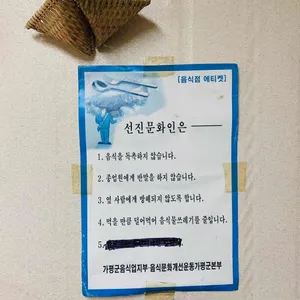 [음식점 에티켓]
선진문화인은
1. 음식을 독촉하지 않습니다.
2. 종업원에게 반말을 하지 않습니다.
3. 옆 사람에게 방해되지 않도록 합니다.
4. 먹을 만큼 덜어먹어 음식물쓰레기를 줄입니다.
5.
가평군음식업지부·음식문화개선운동가평군본부